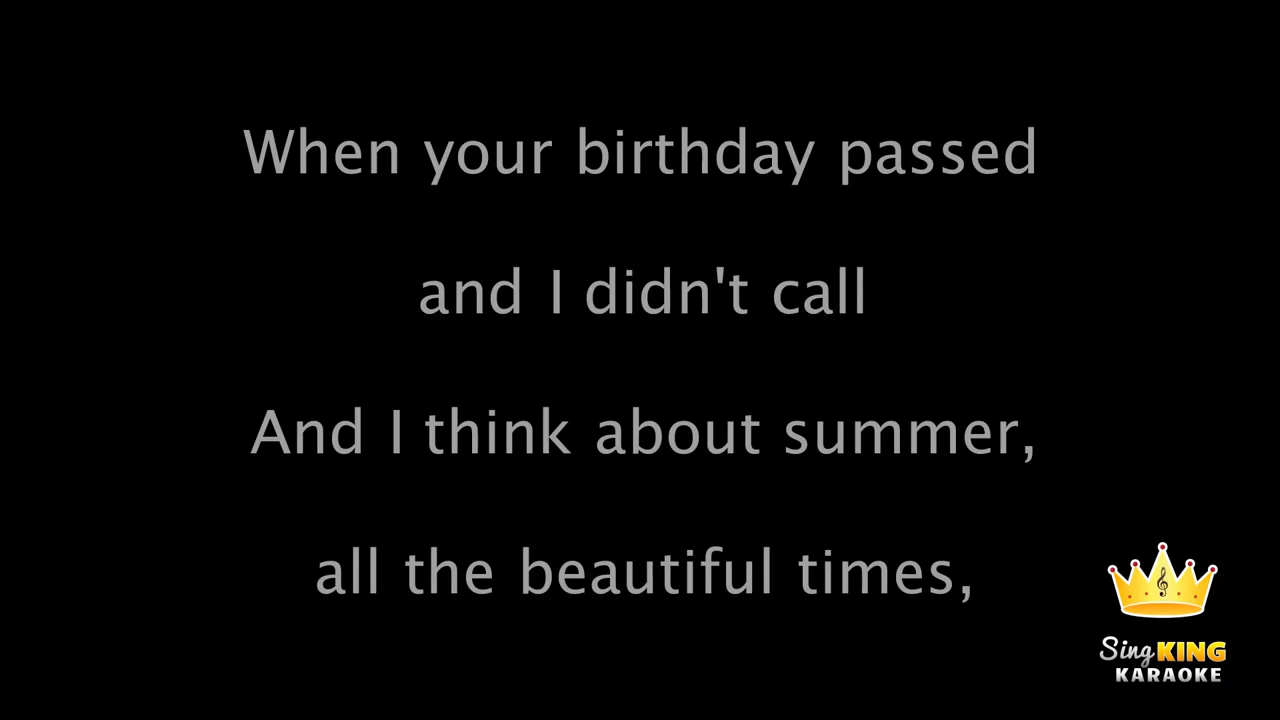 When your birthday passed
and I didn't call
And I think about summer,
all the beautiful times,
Sing KING
KARAOKE